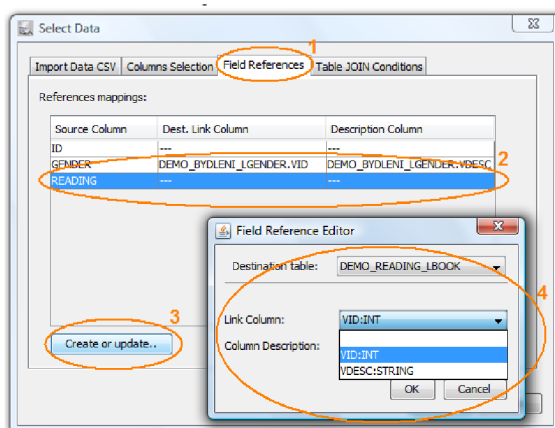 Select Data
1
Import Data CSV Columns Selection Field References Table JOIN Conditions
References mappings:
Source Column Dest. Link Column Description Column
ID --- ---
GENDER DEMO_BYDLENI_LGENDER.VID DEMO_BYDLENI_LGENDER.VDESC
2
READING --- ---
Field Reference Editor
Destination table: DEMO_READING_LBOOK
4
3
Link Column: VID:INT
Create or update..
Column Description:
VID:INT
VDESC:STRING
OK Cancel